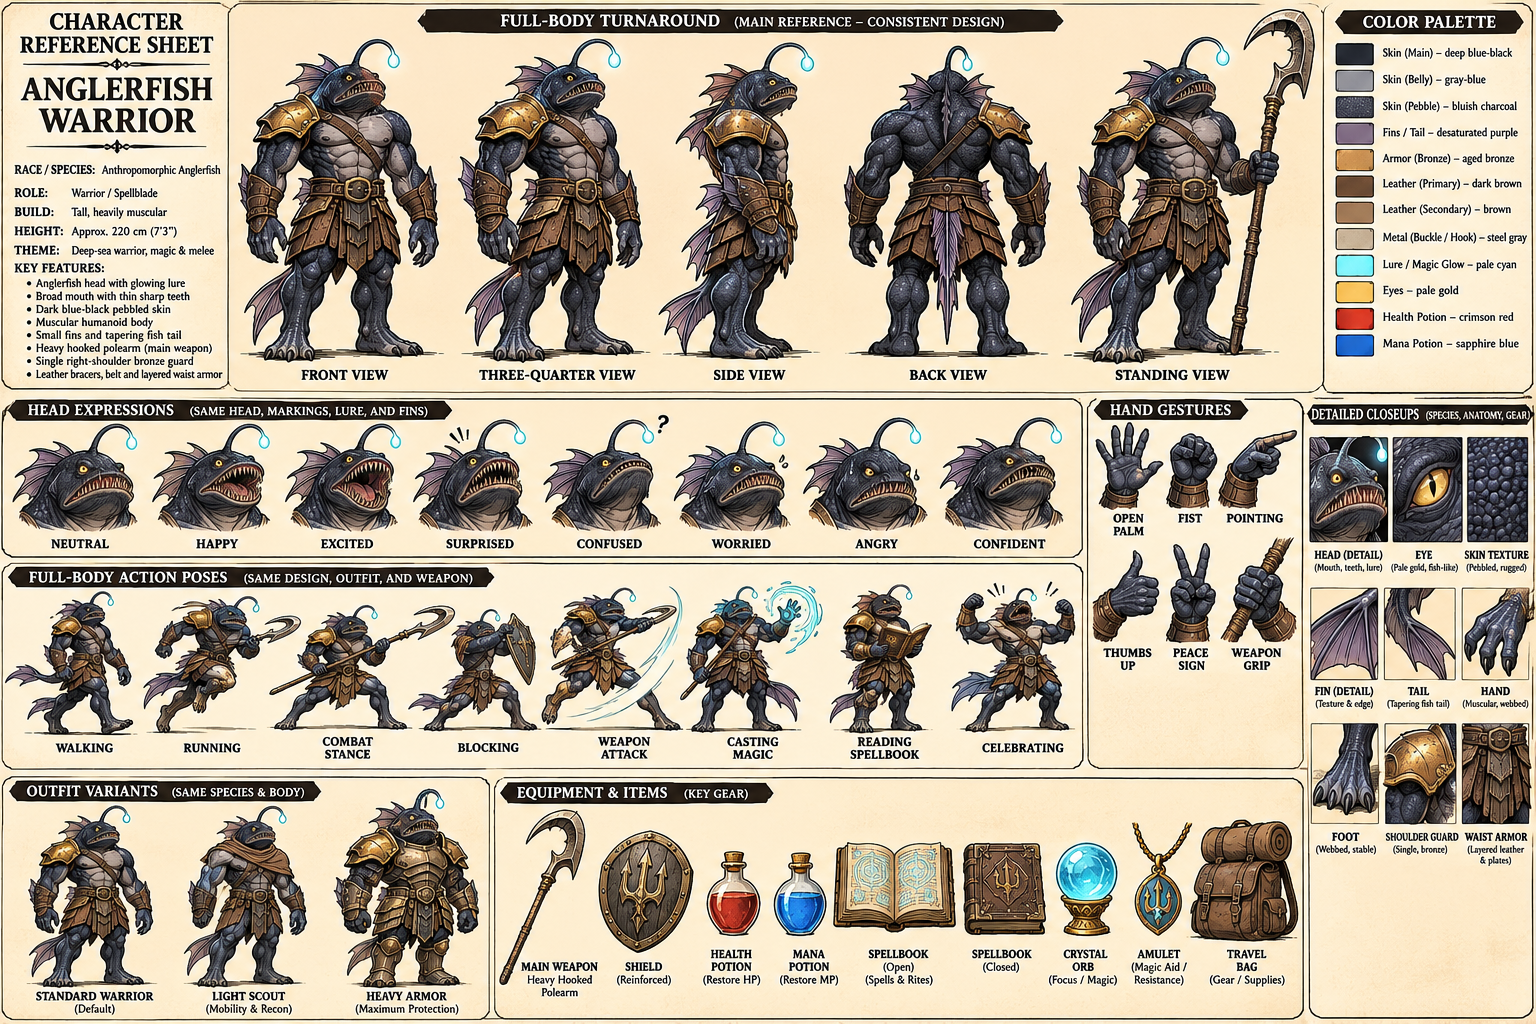 CHARACTER
REFERENCE SHEET
ANGLERFISH
WARRIOR
RACE / SPECIES: Anthropomorphic Anglerfish
ROLE: Warrior / Spellblade
BUILD: Tall, heavily muscular
HEIGHT: Approx. 220 cm (7'3")
THEME: Deep-sea warrior, magic & melee
KEY FEATURES:
• Anglerfish head with glowing lure
• Broad mouth with thin sharp teeth
• Dark blue-black pebbled skin
• Muscular humanoid body
• Small fins and tapering fish tail
• Heavy hooked polearm (main weapon)
• Single right-shoulder bronze guard
• Leather bracers, belt and layered waist armor
FULL-BODY TURNAROUND (MAIN REFERENCE – CONSISTENT DESIGN)
FRONT VIEW
THREE-QUARTER VIEW
SIDE VIEW
BACK VIEW
STANDING VIEW
COLOR PALETTE
Skin (Main) – deep blue-black
Skin (Belly) – gray-blue
Skin (Pebble) – bluish charcoal
Fins / Tail – desaturated purple
Armor (Bronze) – aged bronze
Leather (Primary) – dark brown
Leather (Secondary) – brown
Metal (Buckle / Hook) – steel gray
Lure / Magic Glow – pale cyan
Eyes – pale gold
Health Potion – crimson red
Mana Potion – sapphire blue
HEAD EXPRESSIONS (SAME HEAD, MARKINGS, LURE, AND FINS)
?
NEUTRAL
HAPPY
EXCITED
SURPRISED
CONFUSED
WORRIED
ANGRY
CONFIDENT
HAND GESTURES
OPEN
PALM
FIST
POINTING
THUMBS
UP
PEACE
SIGN
WEAPON
GRIP
DETAILED CLOSEUPS (SPECIES, ANATOMY, GEAR)
HEAD (DETAIL)
(Mouth, teeth, lure)
EYE
(Pale gold, fish-like)
SKIN TEXTURE
(Pebbled, rugged)
FIN (DETAIL)
(Texture & edge)
TAIL
(Tapering fish tail)
HAND
(Muscular, webbed)
FOOT
(Webbed, stable)
SHOULDER GUARD
(Single, bronze)
WAIST ARMOR
(Layered leather
& plates)
FULL-BODY ACTION POSES (SAME DESIGN, OUTFIT, AND WEAPON)
WALKING
RUNNING
COMBAT
STANCE
BLOCKING
WEAPON
ATTACK
CASTING
MAGIC
READING
SPELLBOOK
CELEBRATING
OUTFIT VARIANTS (SAME SPECIES & BODY)
STANDARD WARRIOR
(Default)
LIGHT SCOUT
(Mobility & Recon)
HEAVY ARMOR
(Maximum Protection)
EQUIPMENT & ITEMS (KEY GEAR)
MAIN WEAPON
Heavy Hooked
Polearm
SHIELD
(Reinforced)
HEALTH
POTION
(Restore HP)
MANA
POTION
(Restore MP)
SPELLBOOK
(Open)
(Spells & Rites)
SPELLBOOK
(Closed)
CRYSTAL
ORB
(Focus / Magic)
AMULET
(Magic Aid /
Resistance)
TRAVEL
BAG
(Gear / Supplies)